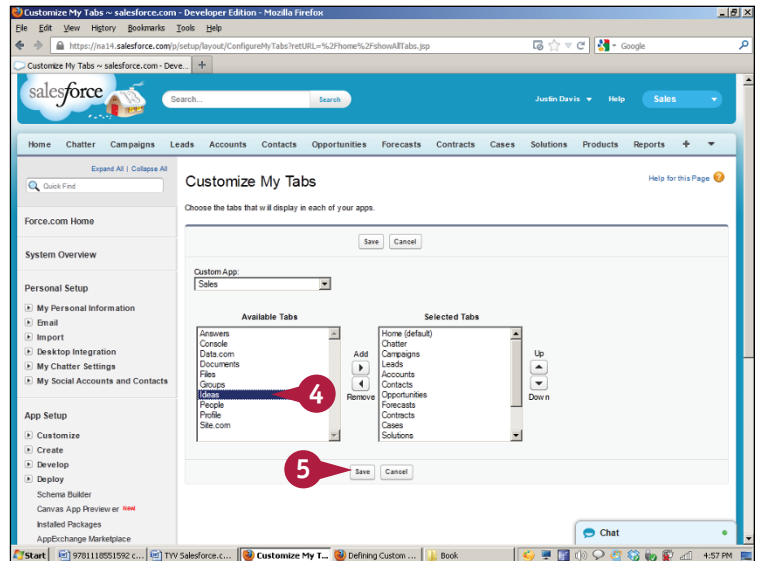 Customize My Tabs ~ salesforce.com - Developer Edition - Mozilla Firefox
File Edit View History Bookmarks Tools Help
https://na14.salesforce.com/p/setup/layout/ConfigureMyTabs?retURL=%2Fhome%2FshowAllTabs.jsp
Google
Customize My Tabs ~ salesforce.com - Deve...
salesforce
Search...
Search
Justin Davis
Help
Sales
Home Chatter Campaigns Leads Accounts Contacts Opportunities Forecasts Contracts Cases Solutions Products Reports +
Expand All | Collapse All
Quick Find
Force.com Home
System Overview
Personal Setup
My Personal Information
Email
Import
Desktop Integration
My Chatter Settings
My Social Accounts and Contacts
App Setup
Customize
Create
Develop
Deploy
Schema Builder
Canvas App Previewer New
Installed Packages
AppExchange Marketplace
Customize My Tabs
Help for this Page
Choose the tabs that will display in each of your apps.
Save Cancel
Custom App:
Sales
Available Tabs
Answers
Console
Data.com
Documents
Files
Groups
Ideas
People
Profile
Site.com
4
Add
Remove
Selected Tabs
Home (default)
Chatter
Campaigns
Leads
Accounts
Contacts
Opportunities
Forecasts
Contracts
Cases
Solutions
Up
Down
5
Save Cancel
Chat
Start
9781118551592 c...
TYV Salesforce.c...
Customize My T...
Defining Custom ...
Book
4:57 PM